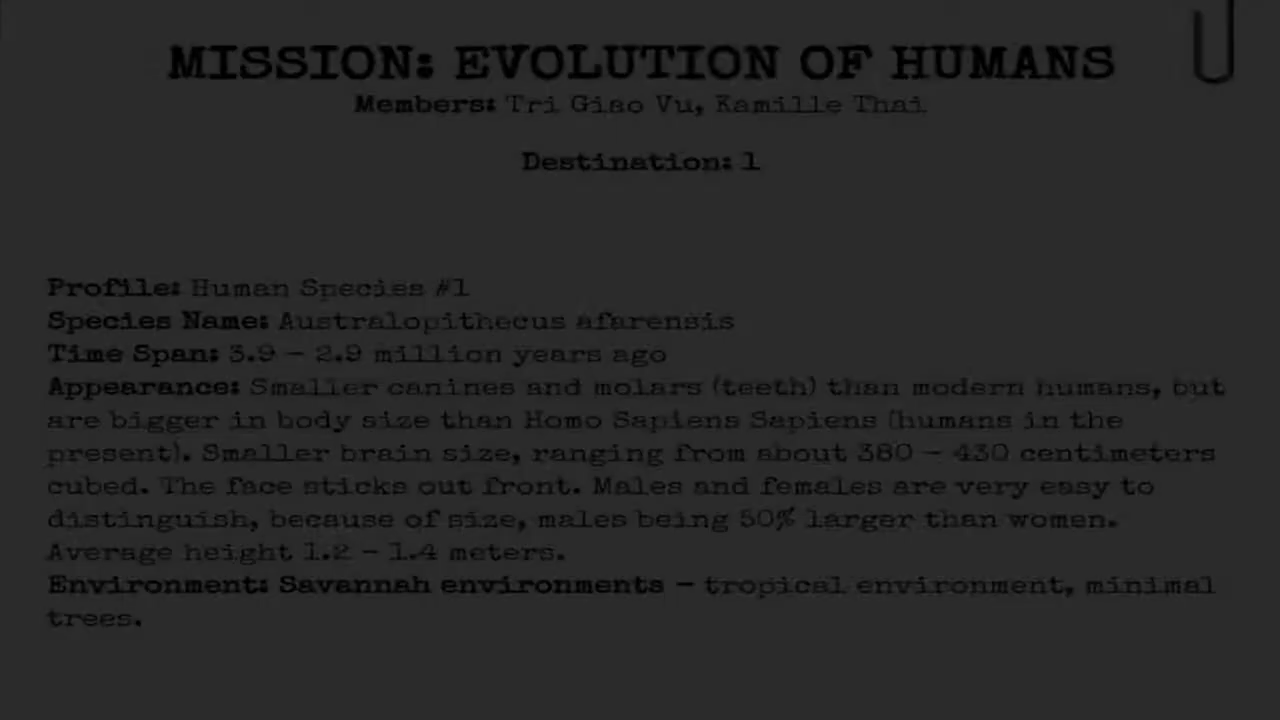 MISSION: EVOLUTION OF HUMANS
Members: Tri Giao Vu, Kamille Thai
Destination: 1
Profile: Human Species #1
Species Name: Australopithecus afarensis
Time Span: 3.9 - 2.9 million years ago
Appearance: Smaller canines and molars (teeth) than modern humans, but
are bigger in body size than Homo Sapiens Sapiens (humans in the
present). Smaller brain size, ranging from about 380 - 430 centimeters
cubed. The face sticks out front. Males and females are very easy to
distinguish, because of size, males being 50% larger than women.
Average height 1.2 - 1.4 meters.
Environment: Savannah environments - tropical environment, minimal
trees.